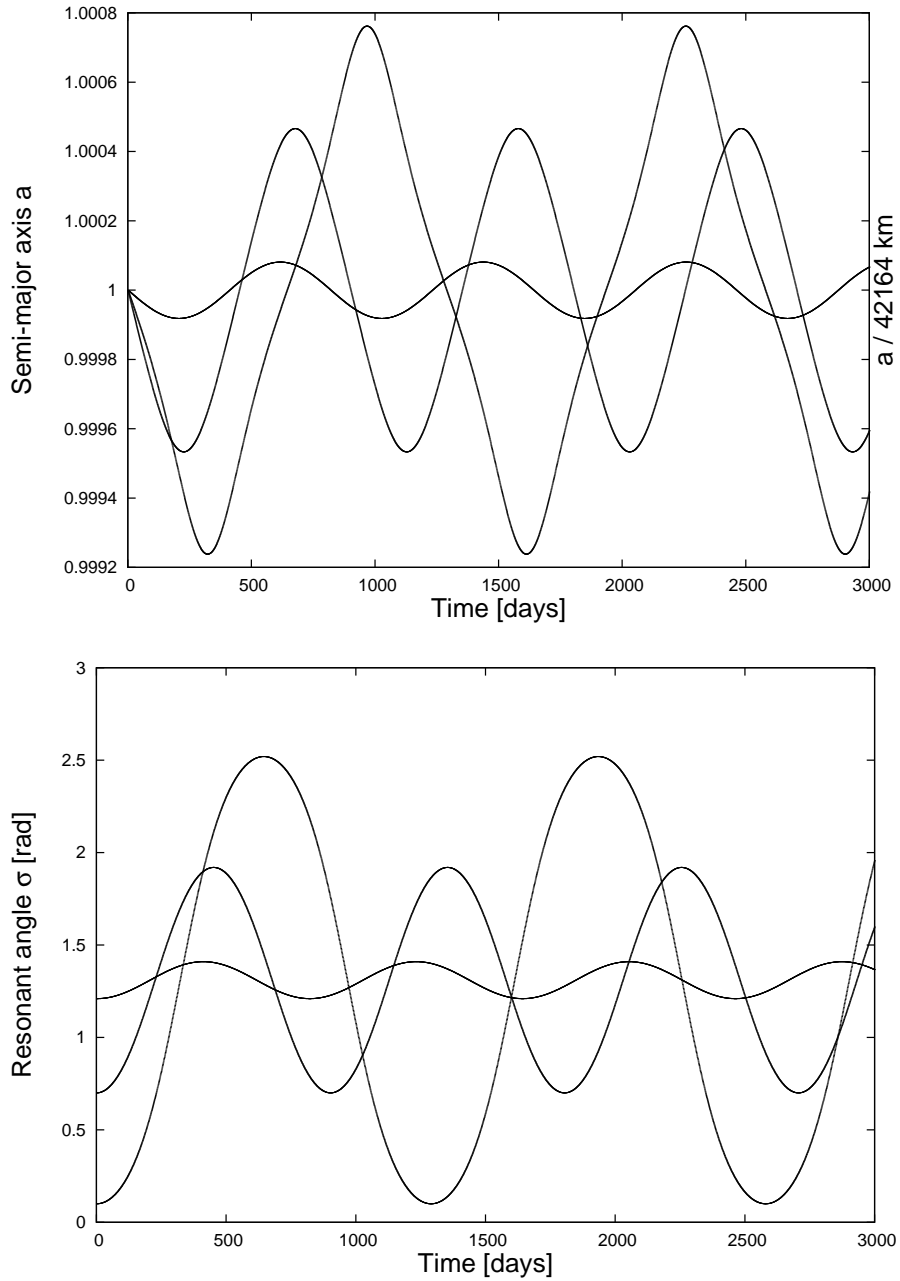 1.0008
1.0006
1.0004
1.0002
1
0.9998
0.9996
0.9994
0.9992
Semi-major axis a
a / 42164 km
0 500 1000 1500 2000 2500 3000
Time [days]
3
2.5
2
1.5
1
0.5
0
Resonant angle σ [rad]
0 500 1000 1500 2000 2500 3000
Time [days]